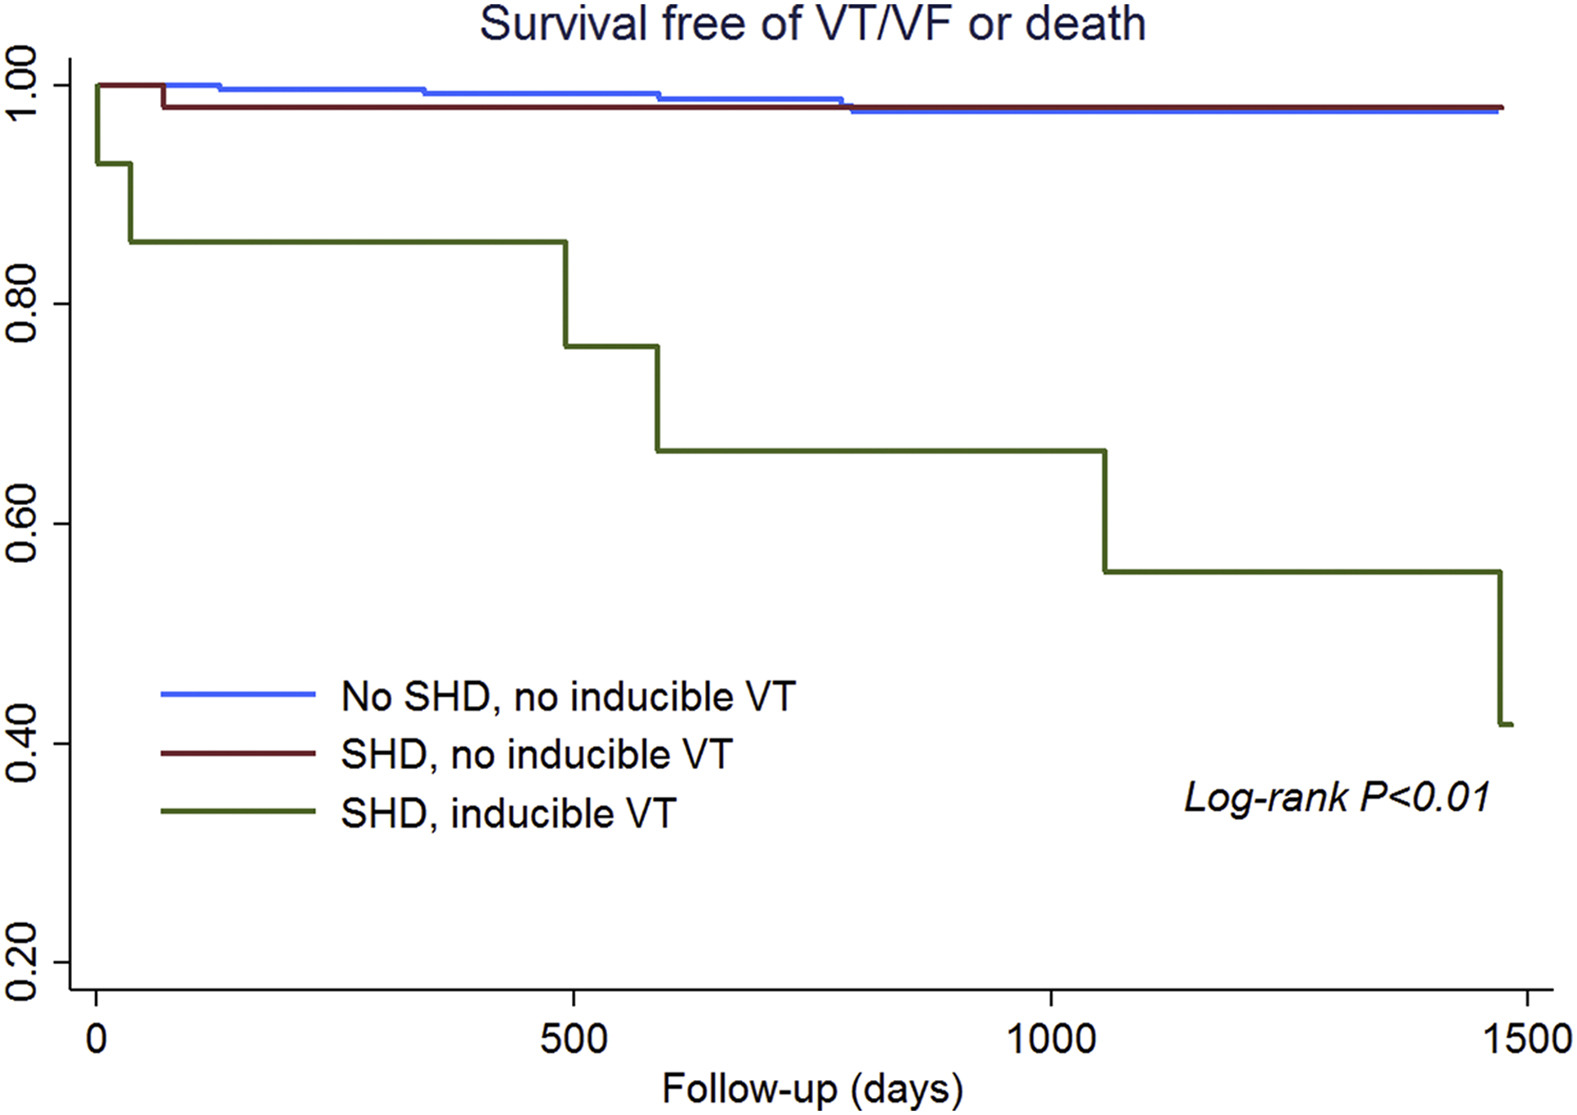 Survival free of VT/VF or death
1.00
0.80
0.60
0.40
0.20
No SHD, no inducible VT
SHD, no inducible VT
SHD, inducible VT
Log-rank P<0.01
0 500 1000 1500
Follow-up (days)